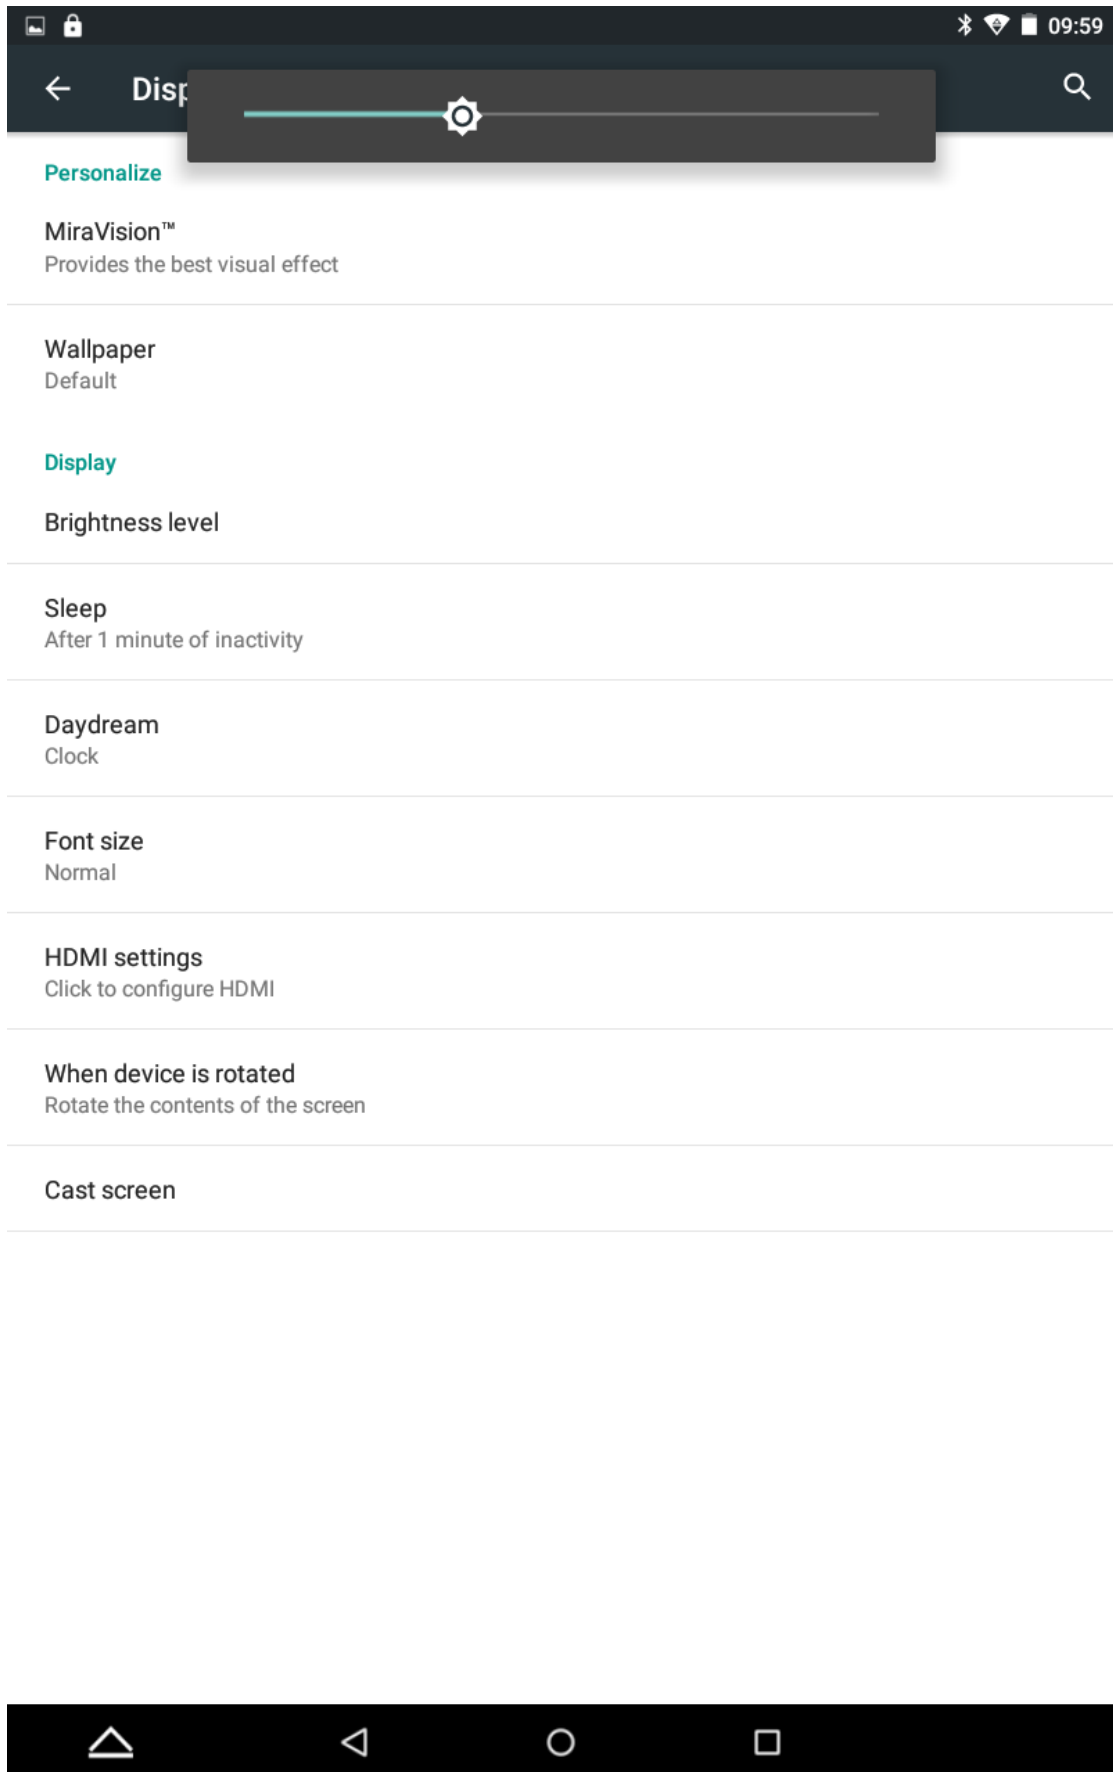 09:59
Disp
Personalize
MiraVision™
Provides the best visual effect
Wallpaper
Default
Display
Brightness level
Sleep
After 1 minute of inactivity
Daydream
Clock
Font size
Normal
HDMI settings
Click to configure HDMI
When device is rotated
Rotate the contents of the screen
Cast screen